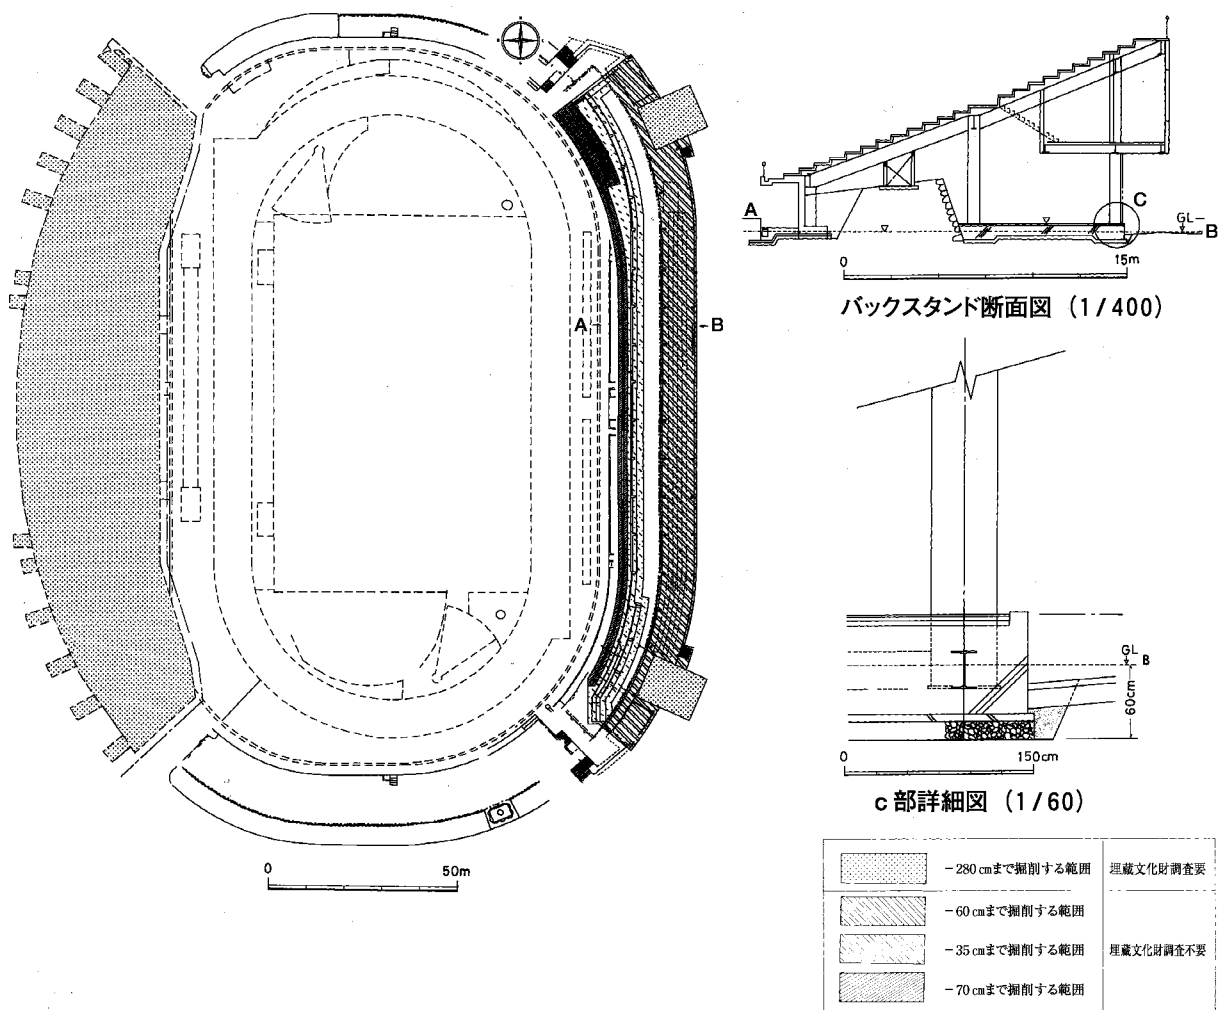 A
B
0
50m
A
C
GL
B
0
15m
バックスタンド断面図 (1/400)
GL
B
60cm
0
150cm
c部詳細図 (1/60)
-280cmまで掘削する範囲
埋蔵文化財調査要
-60cmまで掘削する範囲
-35cmまで掘削する範囲
埋蔵文化財調査不要
-70cmまで掘削する範囲